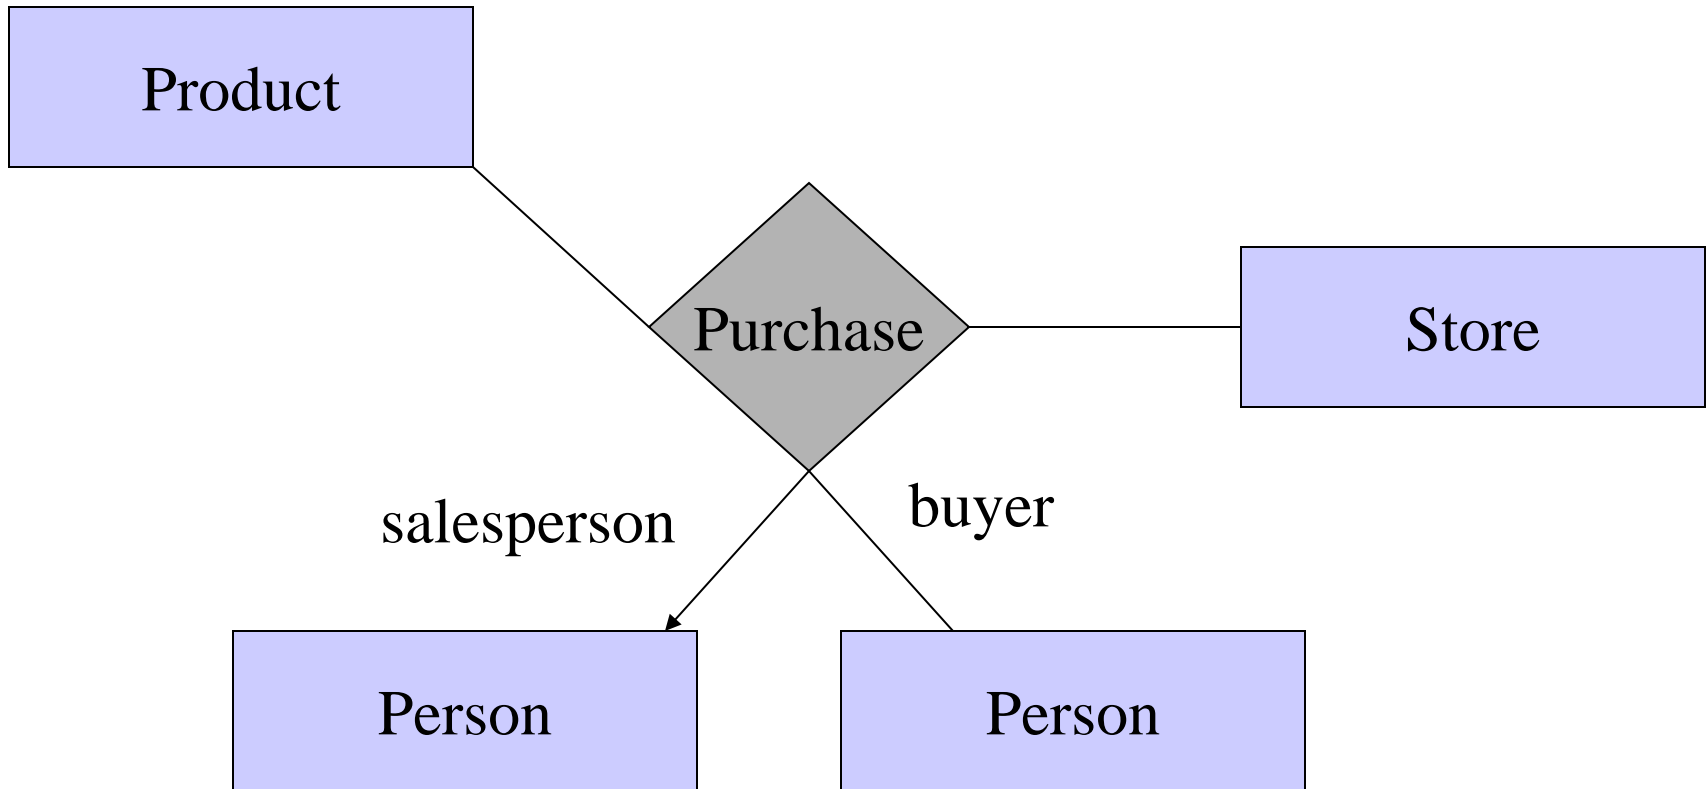 Product
Purchase
Store
salesperson
buyer
Person
Person